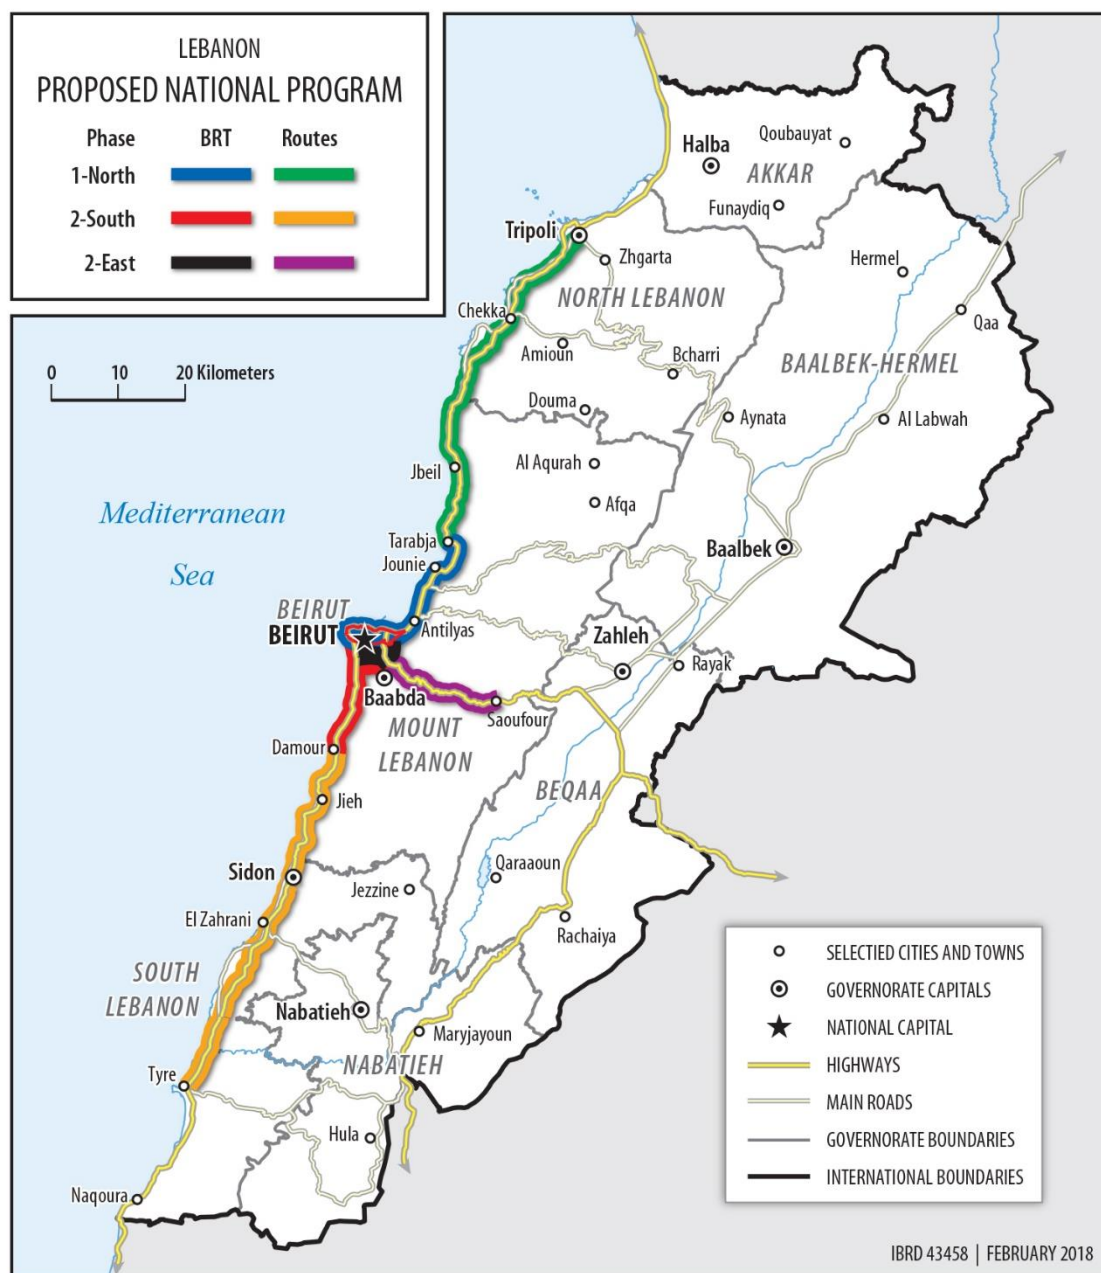 LEBANON
PROPOSED NATIONAL PROGRAM
Phase BRT Routes
1-North
2-South
2-East
0 10 20 Kilometers
Mediterranean
Sea
Halba
Qoubauyat
AKKAR
Funaydiq
Tripoli
Zhgarta
Hermel
NORTH LEBANON
Chekka
Qaa
Amioun
Bcharri
BAALBEK-HERMEL
Douma
Aynata
Al Labwah
Jbeil
Al Aqurah
Afqa
Tarabja
Baalbek
Jounie
BEIRUT
BEIRUT
Antilyas
Zahleh
Rayak
Baabda
Saoufour
MOUNT
LEBANON
Damour
BEQAA
Jieh
Sidon
Jezzine
Qaraaoun
El Zahrani
Rachaiya
SOUTH
LEBANON
Nabatieh
Maryjayoun
NABATIEH
Tyre
Hula
Naqoura
SELECTIED CITIES AND TOWNS
GOVERNORATE CAPITALS
NATIONAL CAPITAL
HIGHWAYS
MAIN ROADS
GOVERNORATE BOUNDARIES
INTERNATIONAL BOUNDARIES
IBRD 43458 | FEBRUARY 2018